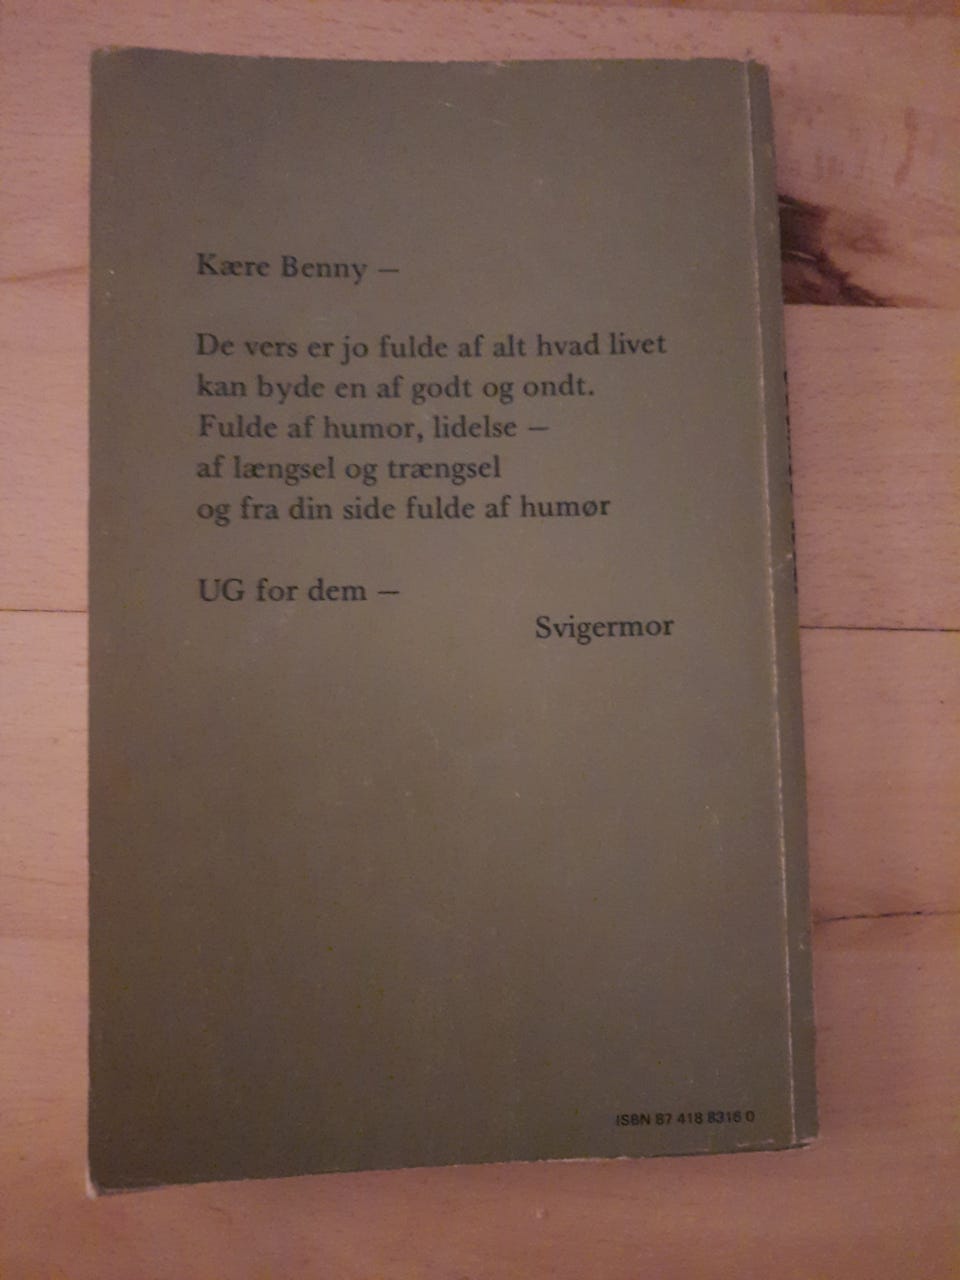 Kære Benny —
De vers er jo fulde af alt hvad livet
kan byde en af godt og ondt.
Fulde af humor, lidelse —
af længsel og trængsel
og fra din side fulde af humør
UG for dem —
Svigermor
ISBN 87 418 8316 0